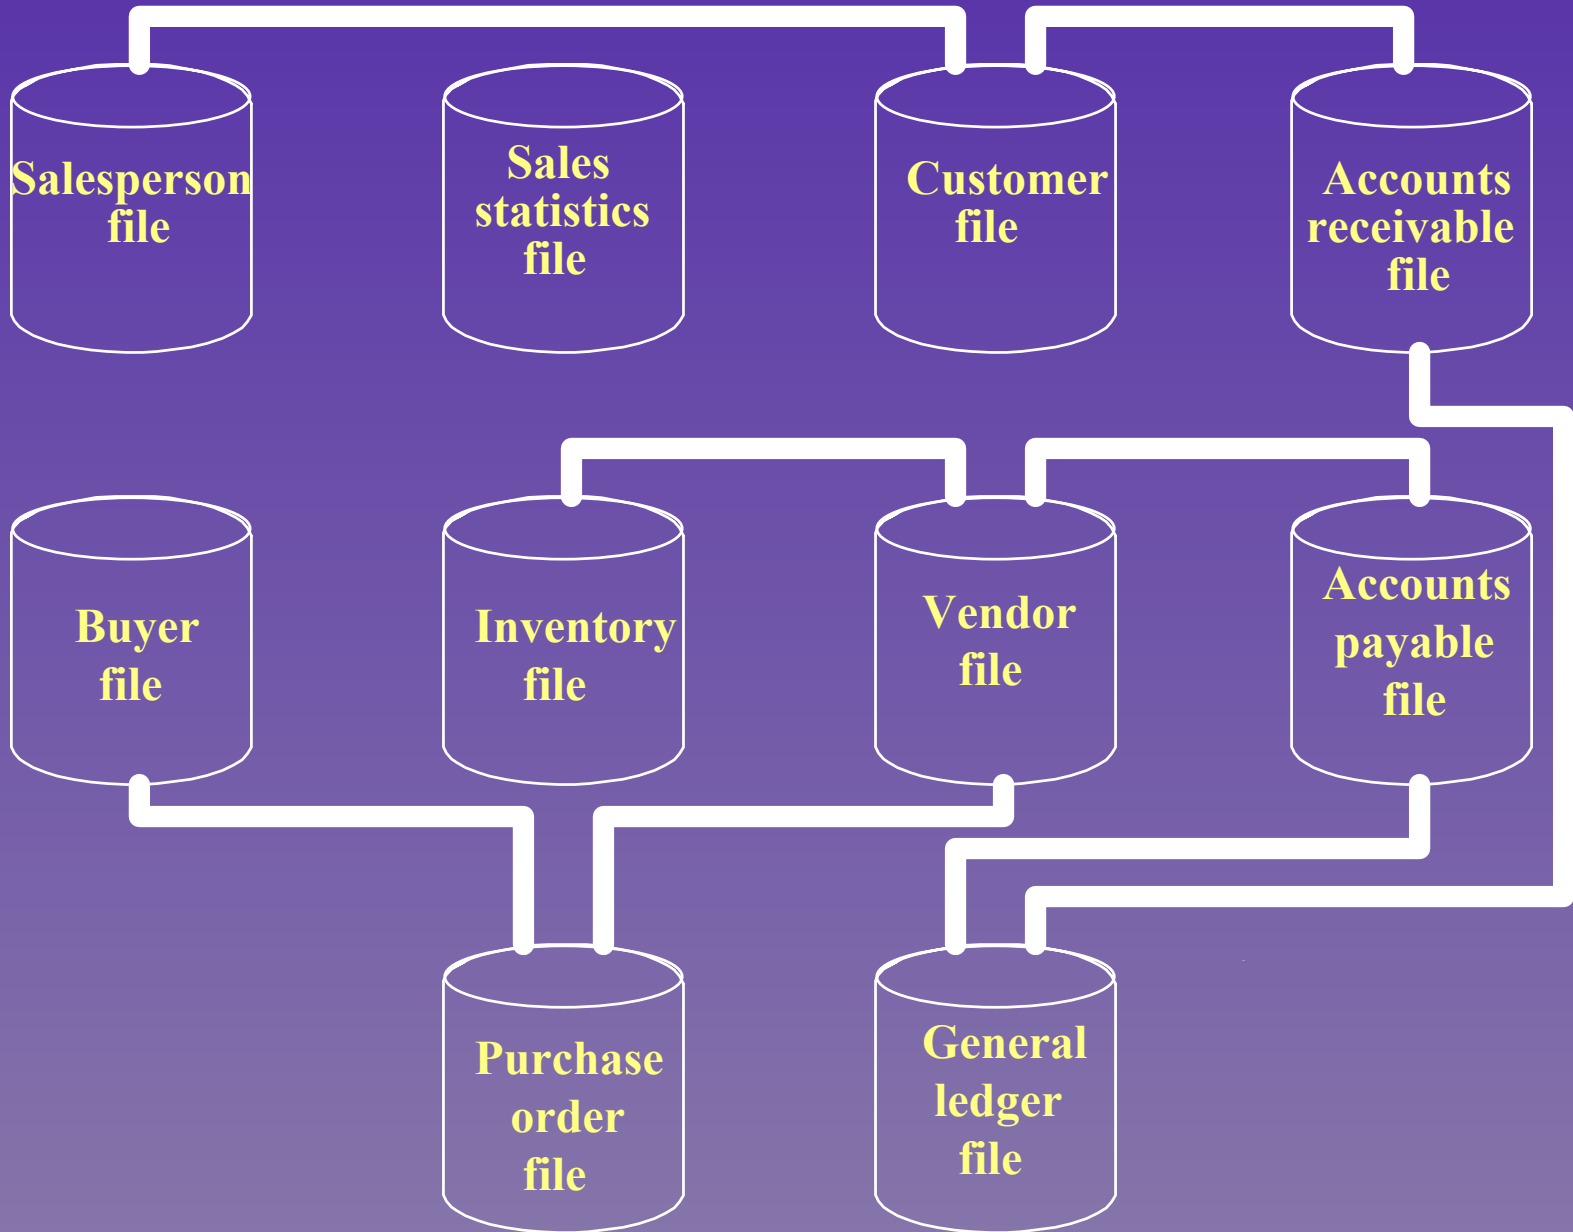 Salesperson
file
Sales
statistics
file
Customer
file
Accounts
receivable
file
Buyer
file
Inventory
file
Vendor
file
Accounts
payable
file
Purchase
order
file
General
ledger
file